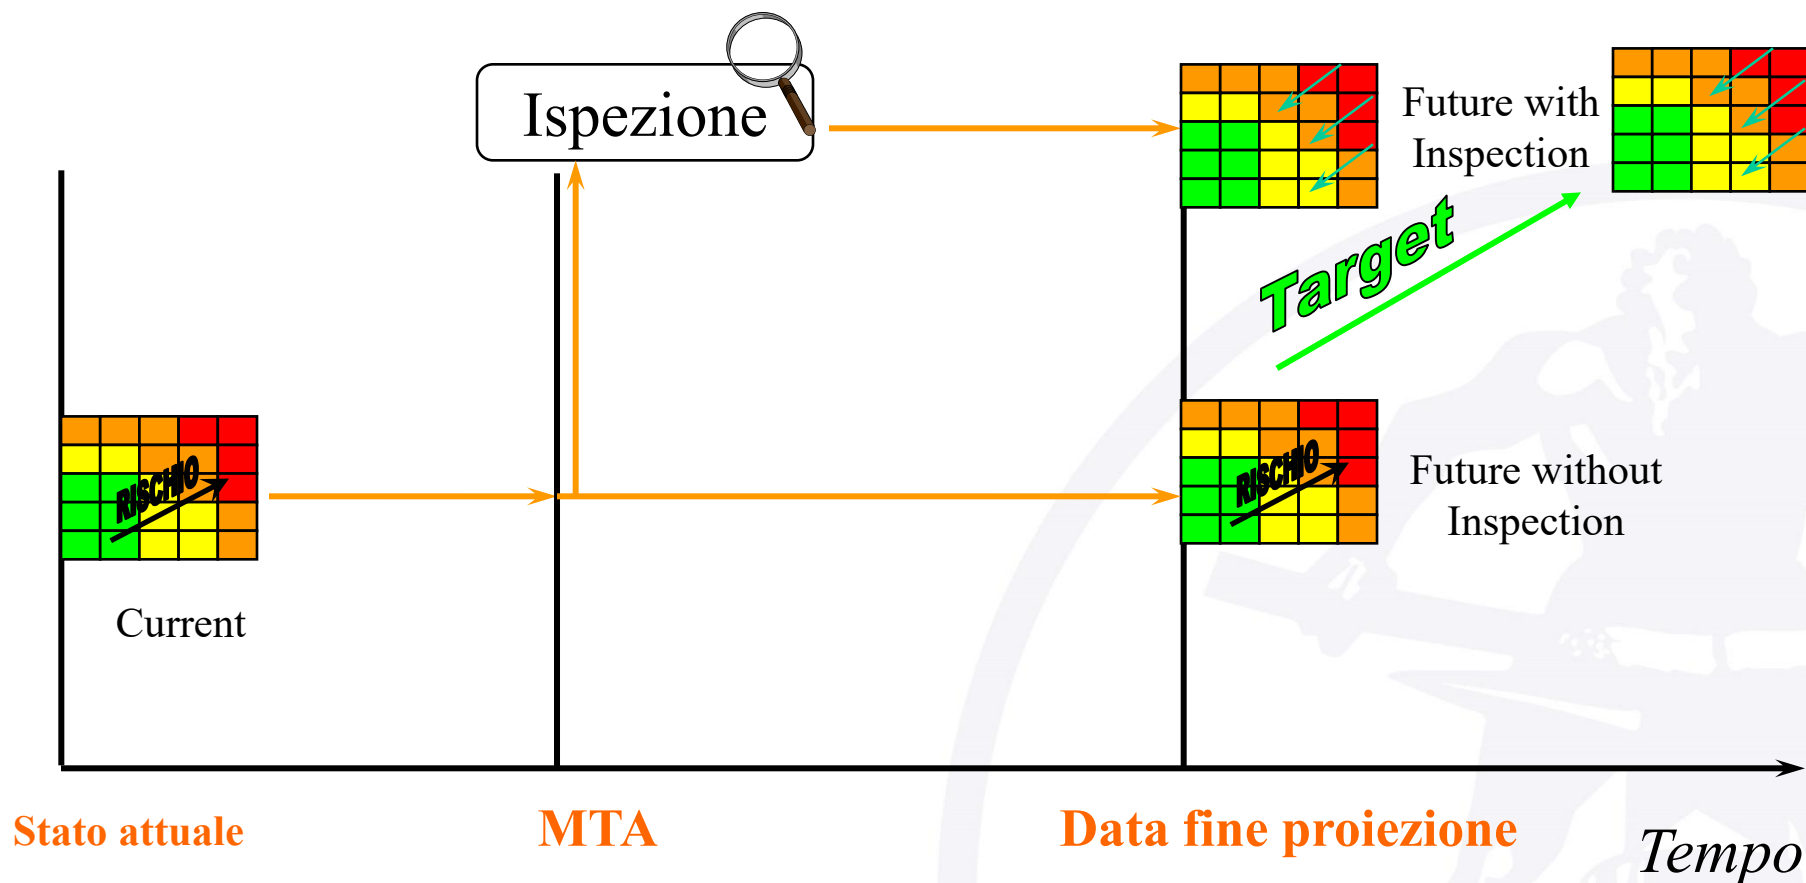 Ispezione
Future with
Inspection
Target
RISCHIO
Current
RISCHIO
Future without
Inspection
Stato attuale
MTA
Data fine proiezione
Tempo